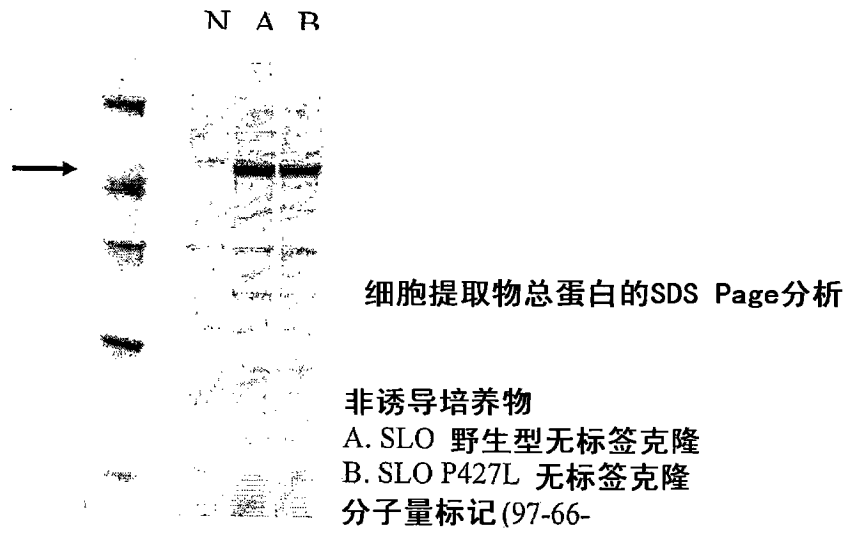 N A B
细胞提取物总蛋白的SDS Page分析
非诱导培养物
A. SLO 野生型无标签克隆
B. SLO P427L 无标签克隆
分子量标记(97-66-